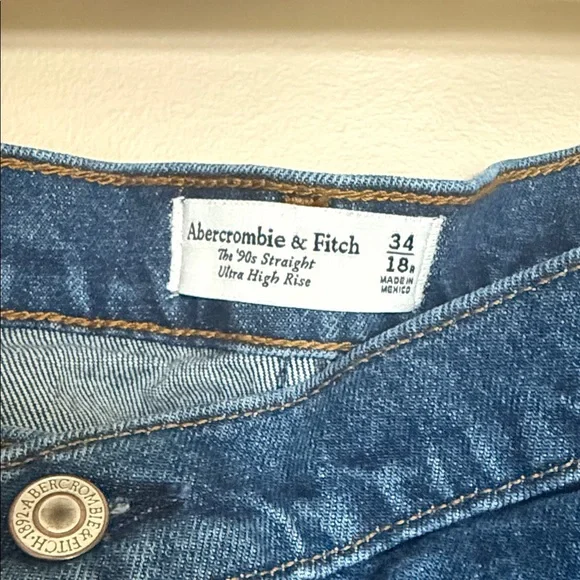 Abercrombie & Fitch
The '90s Straight
Ultra High Rise
34
18R
MADE IN
MEXICO
1892·ABERCROMBIE & FITCH·